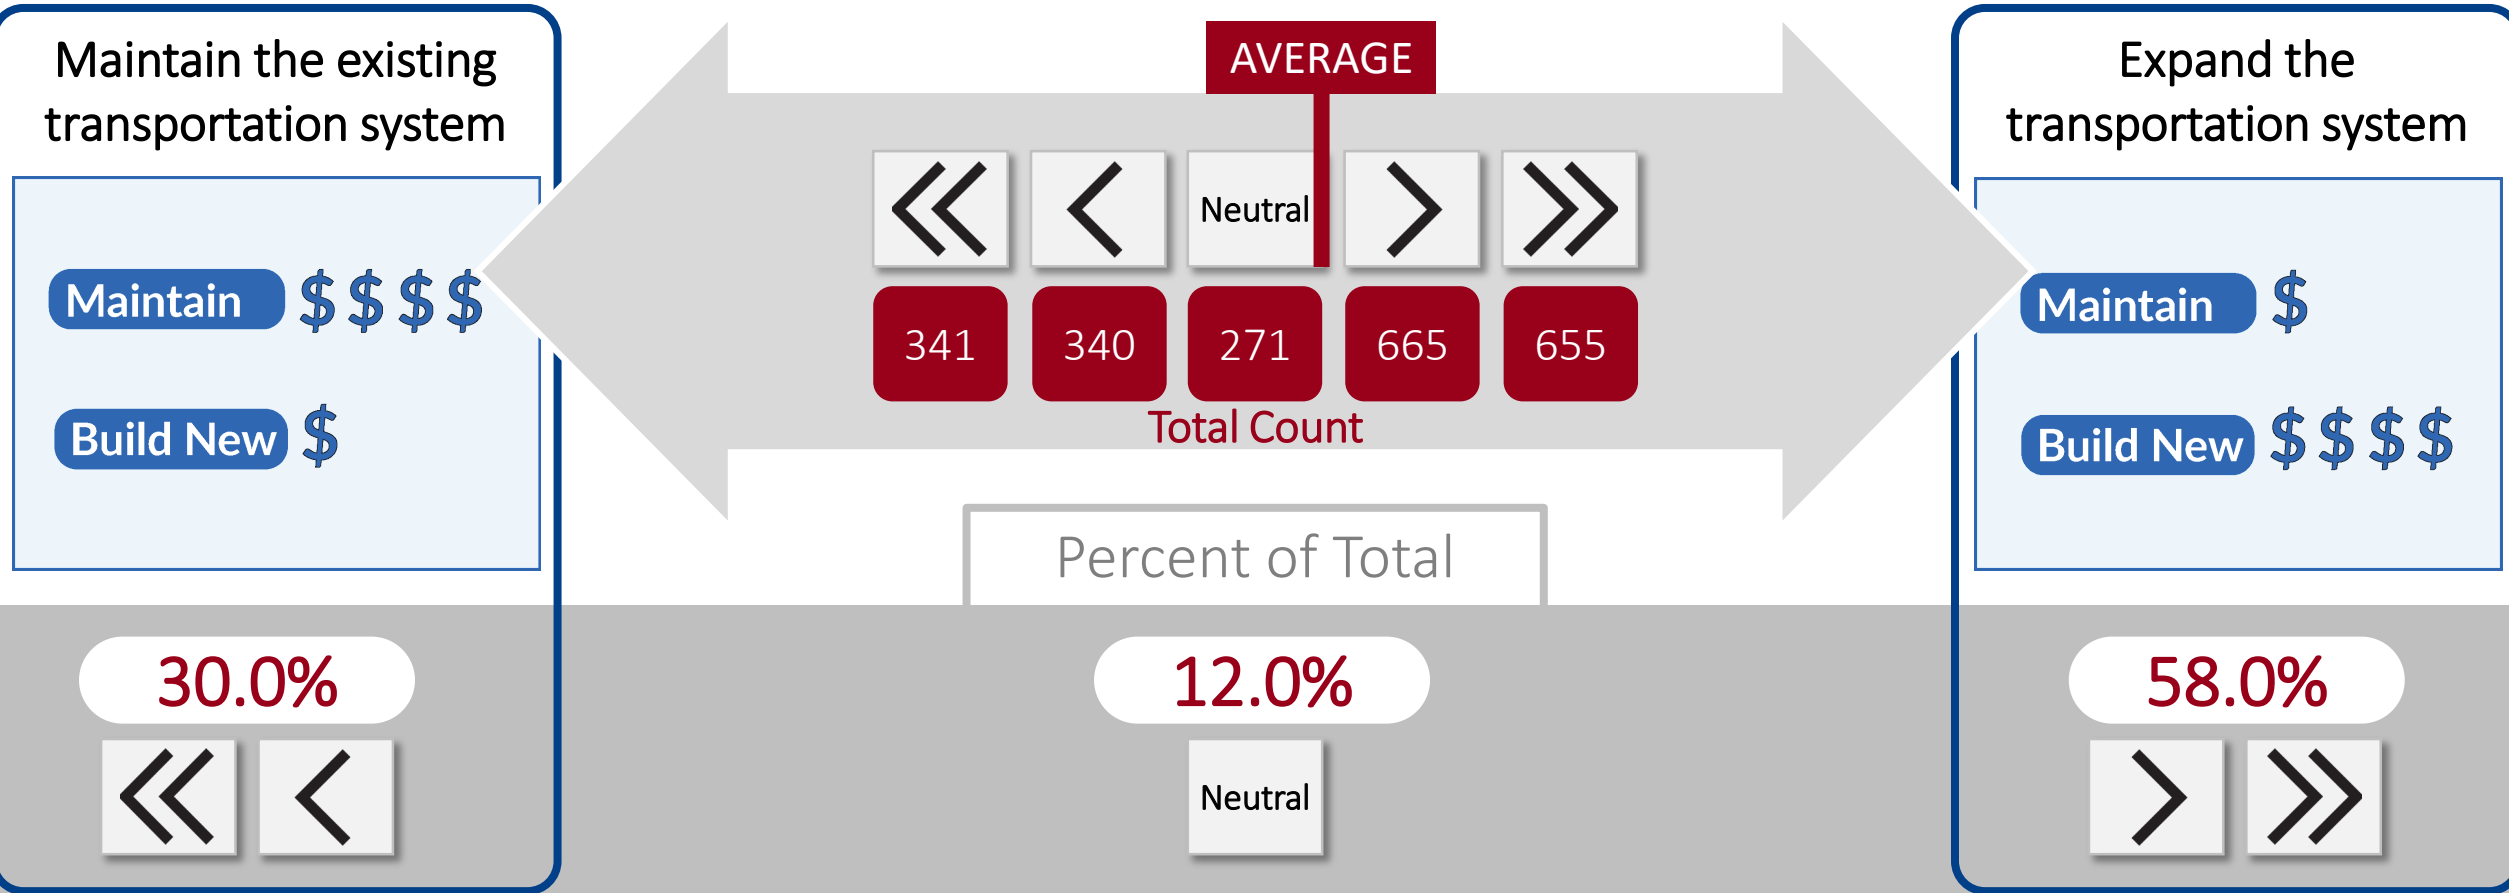 Maintain the existing
transportation system
Maintain $ $ $ $
Build New $
AVERAGE
Neutral
341 340 271 665 655
Total Count
Expand the
transportation system
Maintain $
Build New $ $ $ $
Percent of Total
30.0% 12.0% 58.0%
Neutral